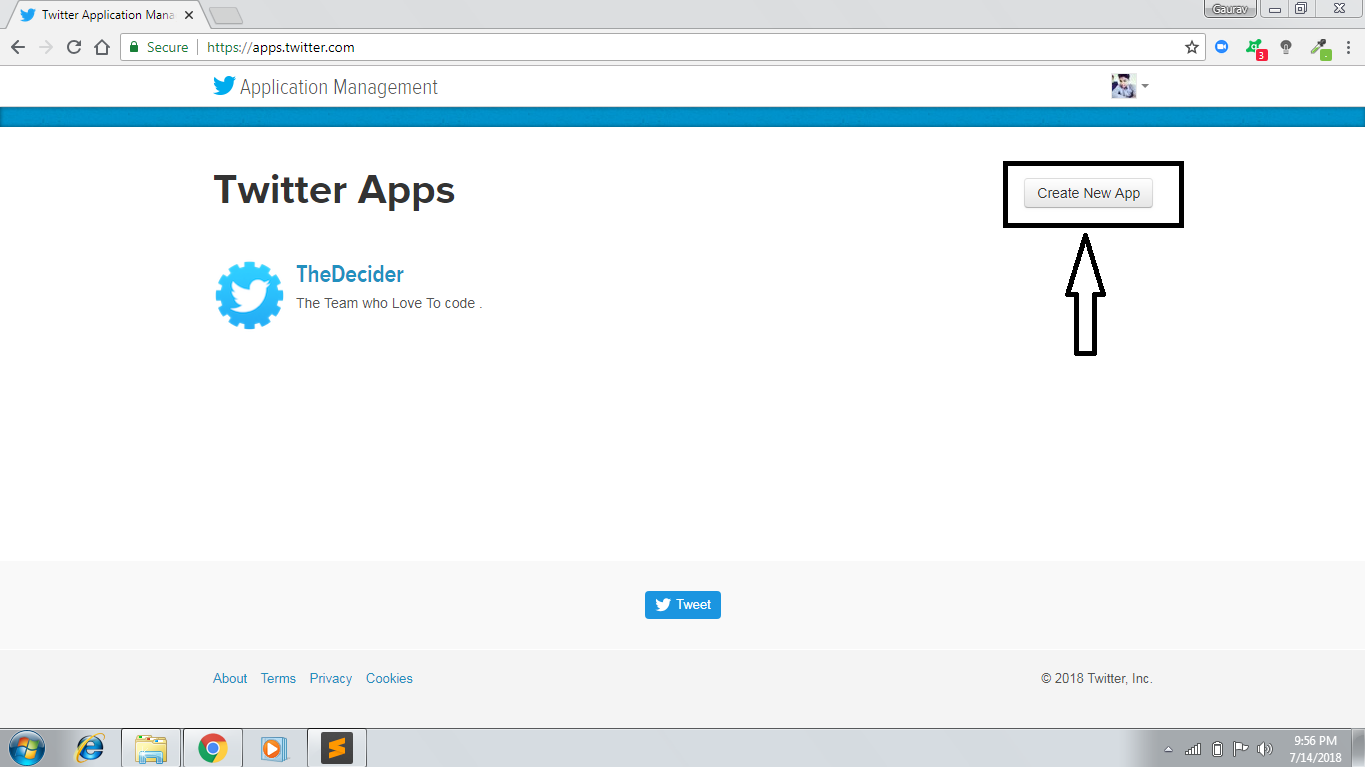 Twitter Application Mana
Gaurav
Secure
https://apps.twitter.com
3
Application Management
Twitter Apps
Create New App
TheDecider
The Team who Love To code .
Tweet
About Terms Privacy Cookies
© 2018 Twitter, Inc.
9:56 PM
7/14/2018